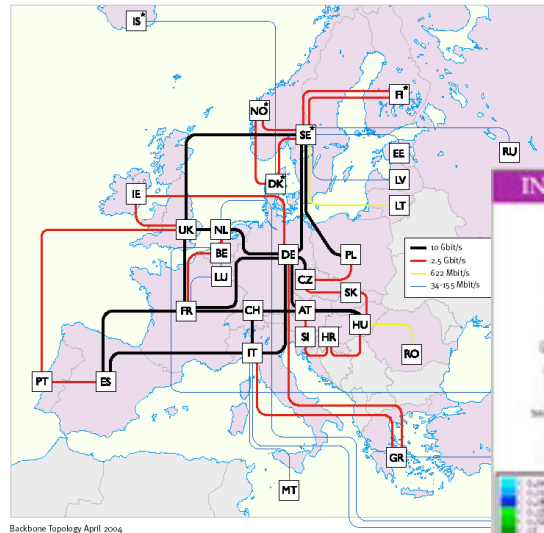 IS*
FI*
NO*
SE*
RU
EE
LV
DK*
LT
IE
UK
NL
BE
DE
PL
LU
CZ
SK
FR
CH
AT
HU
SI
HR
IT
RO
PT
ES
GR
MT
10 Gbit/s
2.5 Gbit/s
622 Mbit/s
34-155 Mbit/s
IN
Backbone Topology April 2004